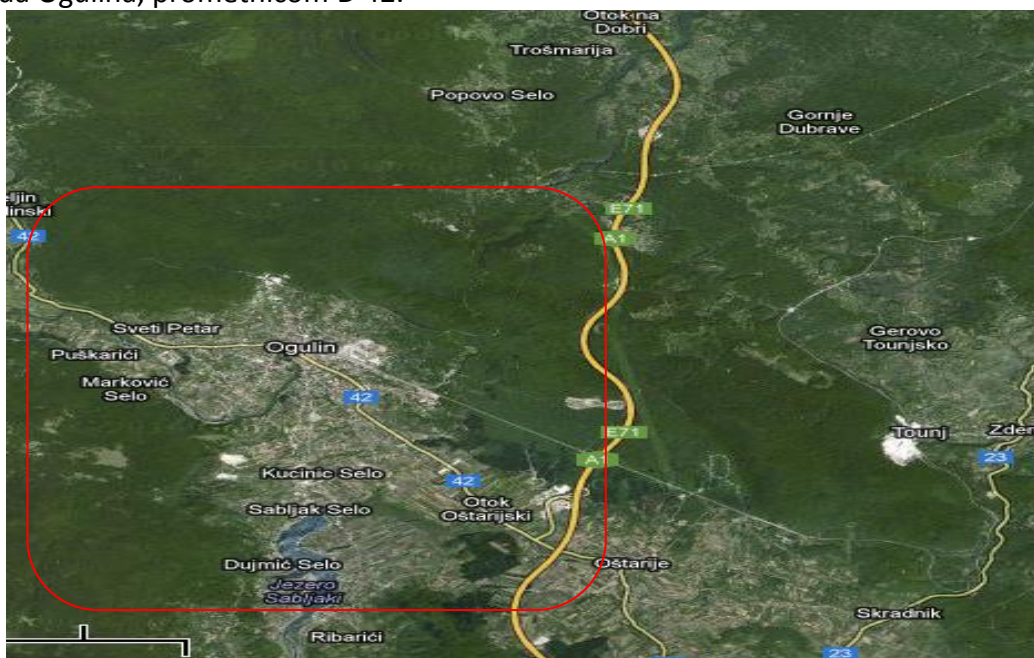 Ogulina, prometnicom D-42.
Otok na
Dobri
Trošmarija
Popovo Selo
Gornje
Dubrave
E71
42
A1
Sveti Petar
Puškarići
Ogulin
Gerovo
Tounjsko
Marković
Selo
42
E71
Tounj
A1
23
Kucinic Selo
42
Otok
Oštarijski
Sabljak Selo
Dujmić Selo
Oštarije
Jezero
Sabljaki
Skradnik
Ribarići
23